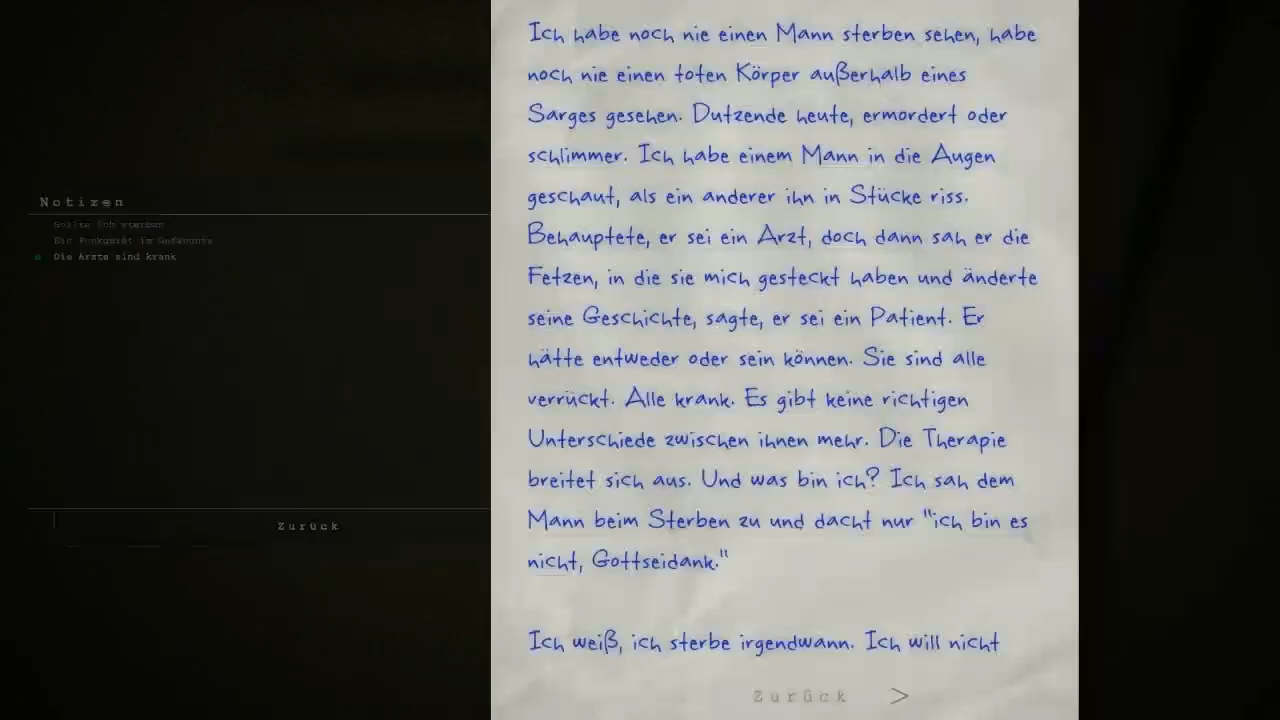 Notizen
Sollte ich sterben
Die Ärzte sind krank
Zurück
Ich habe noch nie einen Mann sterben sehen, habe
noch nie einen toten Körper außerhalb eines
Sarges gesehen. Dutzende heute, ermordert oder
schlimmer. Ich habe einem Mann in die Augen
geschaut, als ein anderer ihn in Stücke riss.
Behauptete, er sei ein Arzt, doch dann sah er die
Fetzen, in die sie mich gesteckt haben und änderte
seine Geschichte, sagte, er sei ein Patient. Er
hätte entweder oder sein können. Sie sind alle
verrückt. Alle krank. Es gibt keine richtigen
Unterschiede zwischen ihnen mehr. Die Therapie
breitet sich aus. Und was bin ich? Ich sah dem
Mann beim Sterben zu und dacht nur "ich bin es
nicht, Gottseidank."
Ich weiß, ich sterbe irgendwann. Ich will nicht
Zurück >